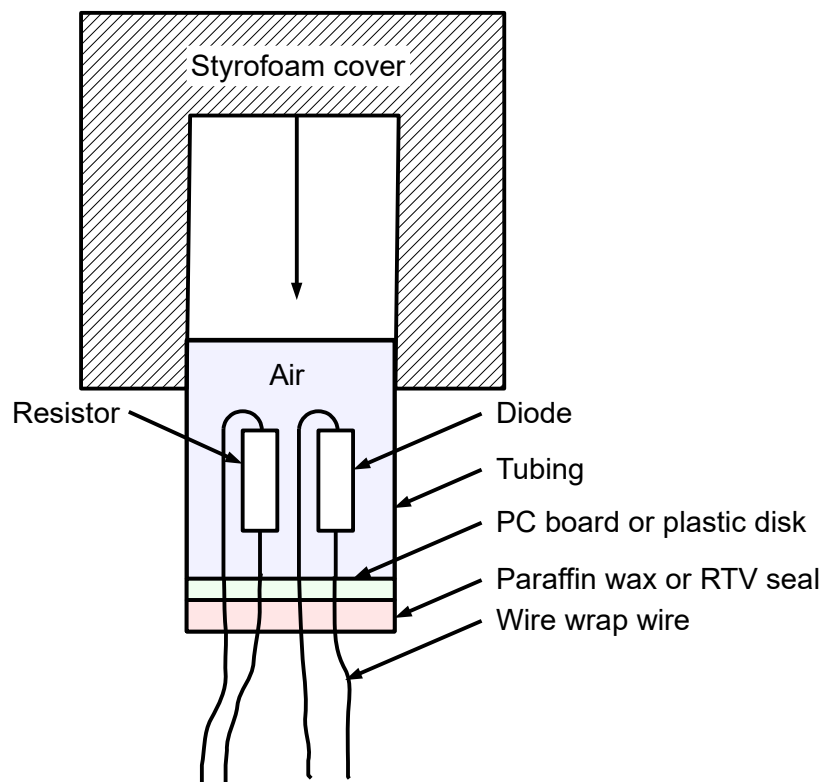 Styrofoam cover
Air
Resistor
Diode
Tubing
PC board or plastic disk
Paraffin wax or RTV seal
Wire wrap wire